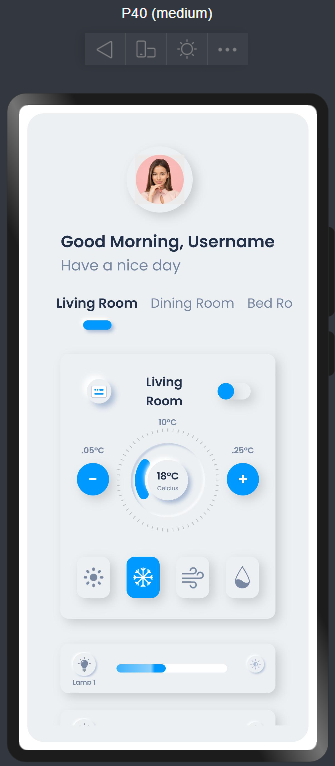 P40 (medium)
Good Morning, Username
Have a nice day
Living Room Dining Room Bed Ro
Living
Room
10°C
.05°C
.25°C
18°C
Celcius
Lamp 1